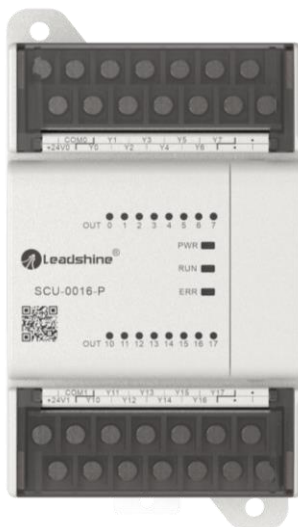 COM0 Y1 Y3 Y5 Y7 •
+24V0 Y0 Y2 Y4 Y6 • •
OUT 0 1 2 3 4 5 6 7
PWR
Leadshine®
RUN
SCU-0016-P
ERR
OUT 10 11 12 13 14 15 16 17
COM1 Y11 Y13 Y15 Y17 •
+24V1 Y10 Y12 Y14 Y16 • •